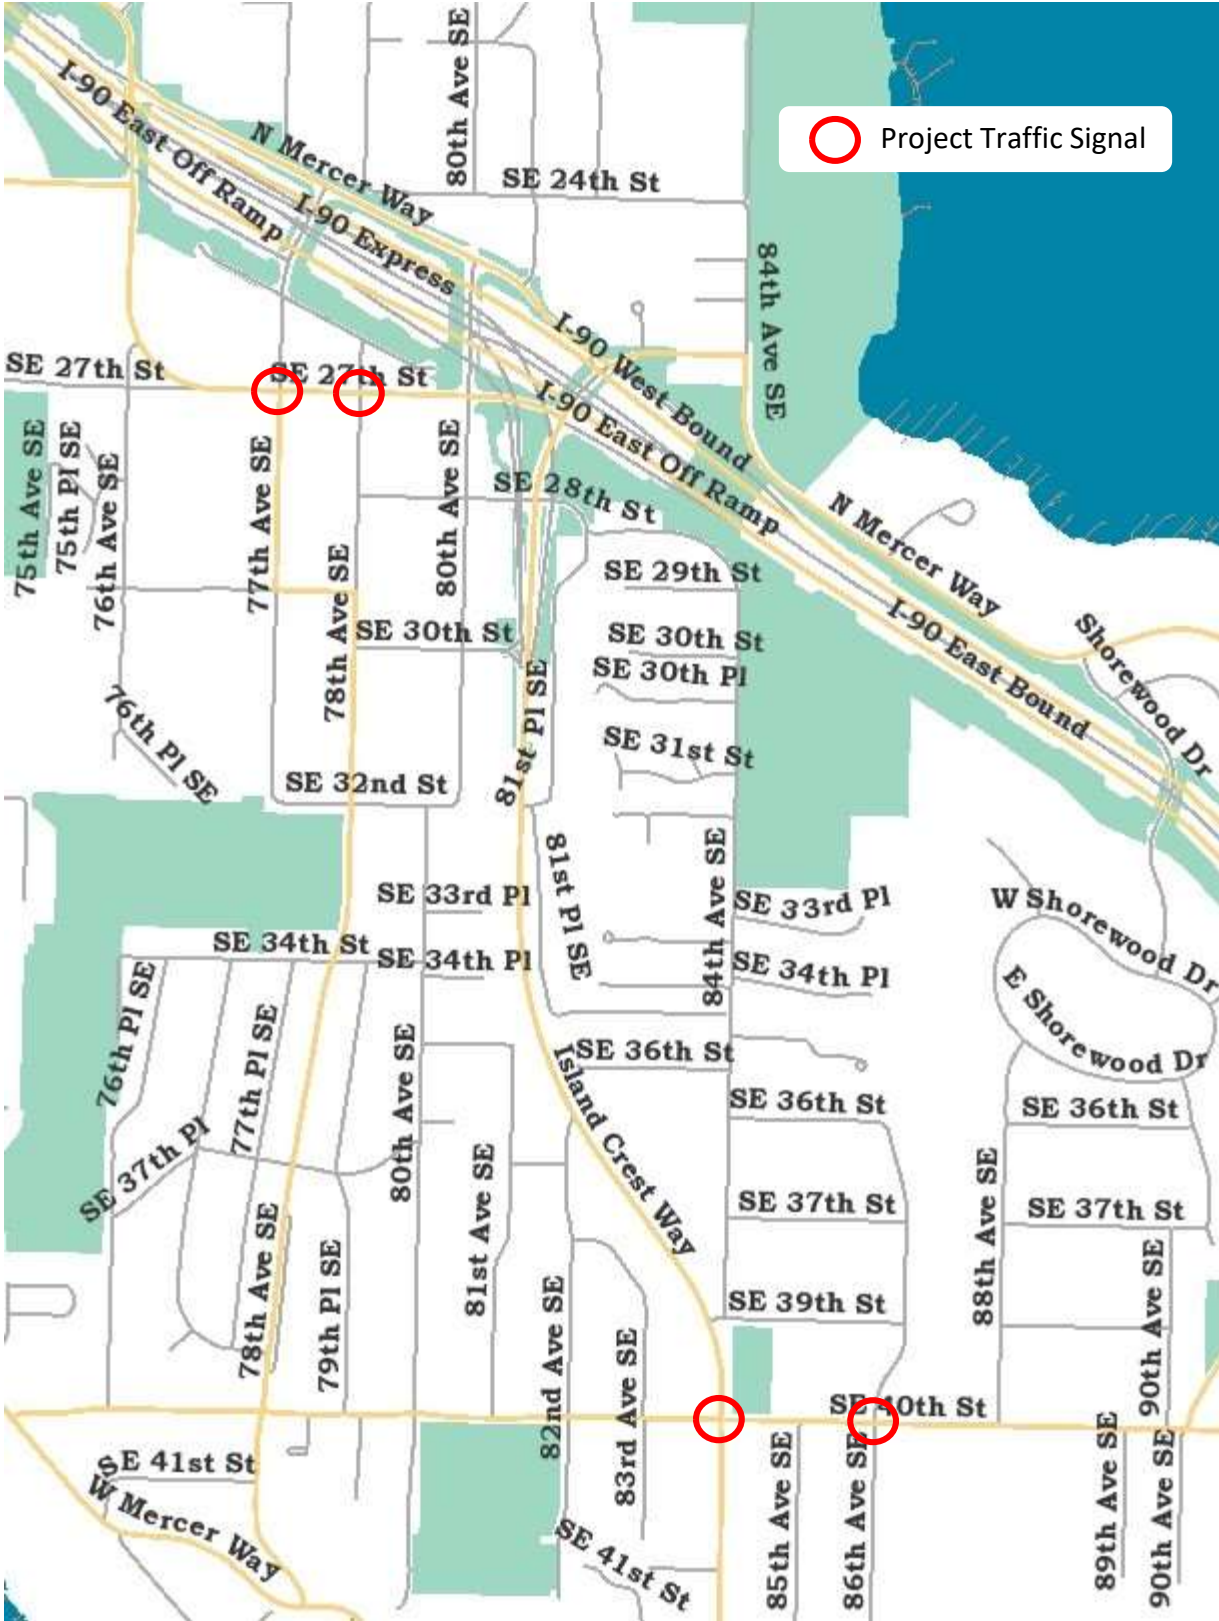 80th Ave SE
I-90 East Off Ramp
N Mercer Way
Project Traffic Signal
SE 24th St
I-90 Express
84th Ave SE
I-90 West Bound
SE 27th St
SE 27th St
I-90 East Off Ramp
75th Ave SE
75th Pl SE
76th Ave SE
77th Ave SE
80th Ave SE
SE 28th St
N Mercer Way
78th Ave SE
SE 29th St
SE 30th St
SE 30th St
SE 30th Pl
I-90 East Bound
Shorewood Dr
76th Pl SE
81st Pl SE
SE 31st St
SE 32nd St
81st Pl SE
84th Ave SE
SE 33rd Pl
SE 33rd Pl
W Shorewood Dr
SE 34th St
SE 34th Pl
SE 34th Pl
E Shorewood Dr
76th Pl SE
77th Pl SE
80th Ave SE
Island Crest Way
SE 36th St
SE 36th St
SE 36th St
SE 37th Pl
81st Ave SE
88th Ave SE
SE 37th St
SE 37th St
78th Ave SE
79th Pl SE
82nd Ave SE
SE 39th St
90th Ave SE
83rd Ave SE
SE 40th St
SE 41st St
W Mercer Way
SE 41st St
85th Ave SE
86th Ave SE
89th Ave SE
90th Ave SE